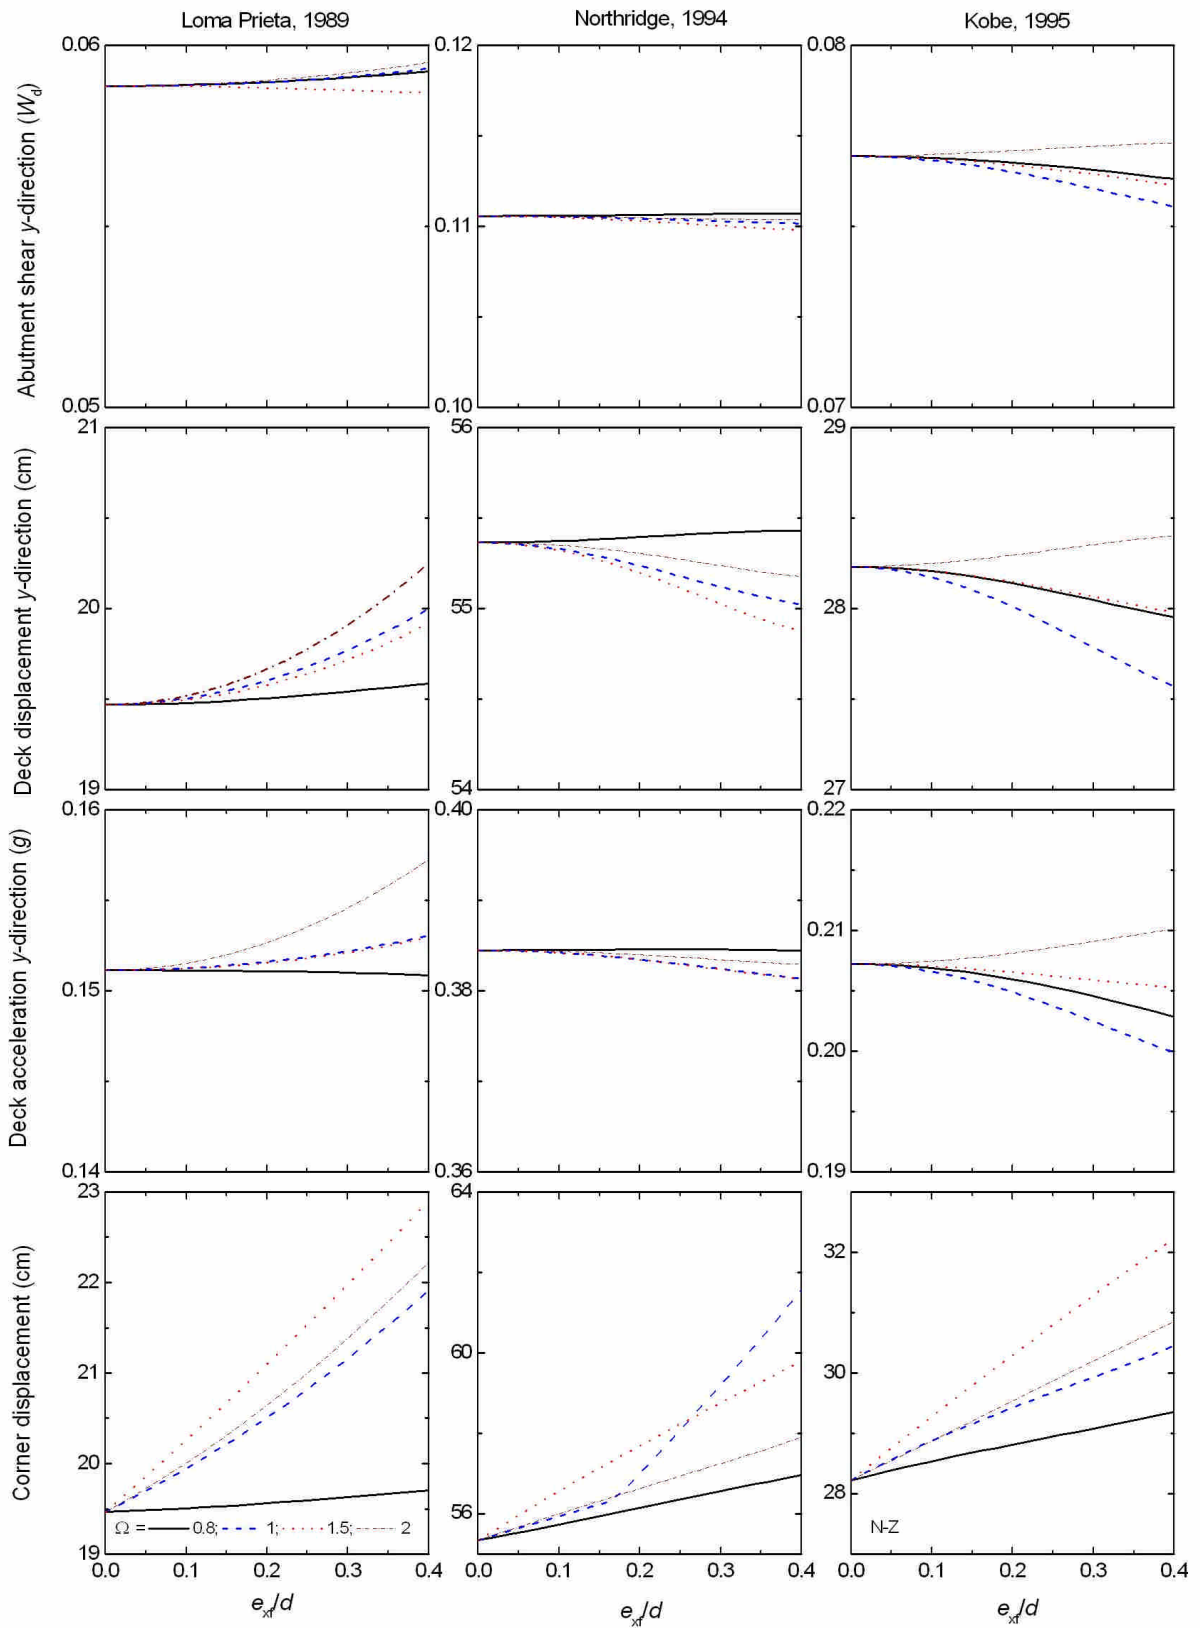 Loma Prieta, 1989
Northridge, 1994
Kobe, 1995
Abutment shear y-direction (Wd)
0.06
0.05
0.12
0.11
0.10
0.08
0.07
Deck displacement y-direction (cm)
21
20
19
56
55
54
29
28
27
Deck acceleration y-direction (g)
0.16
0.15
0.14
0.40
0.38
0.36
0.22
0.21
0.20
0.19
Corner displacement (cm)
23
22
21
20
19
64
60
56
32
30
28
Ω = 0.8; 1; 1.5; 2
N-Z
0.0 0.1 0.2 0.3 0.4
0.0 0.1 0.2 0.3 0.4
0.0 0.1 0.2 0.3 0.4
exf/d
exf/d
exf/d